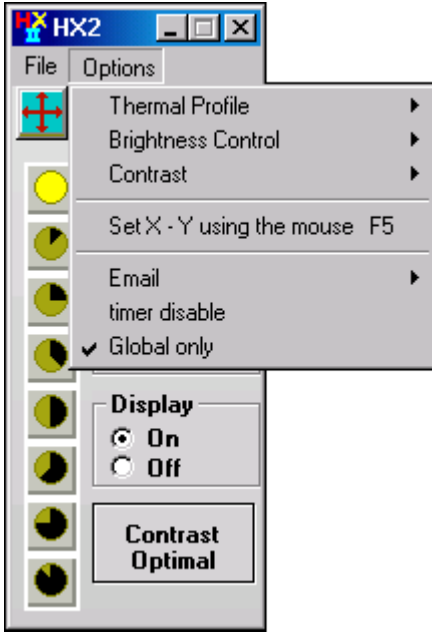 HX2
File Options
Thermal Profile
Brightness Control
Contrast
Set X - Y using the mouse F5
Email
timer disable
Global only
Display
On
Off
Contrast
Optimal